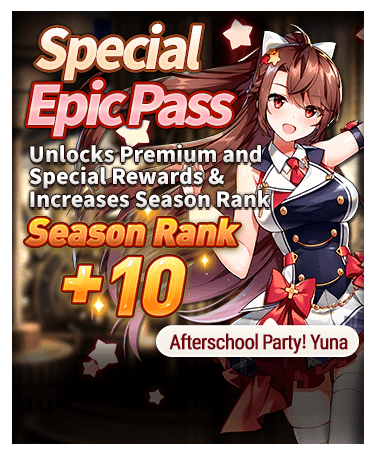 Special
Epic Pass
Unlocks Premium and
Special Rewards &
Increases Season Rank
Season Rank
+10
Afterschool Party! Yuna